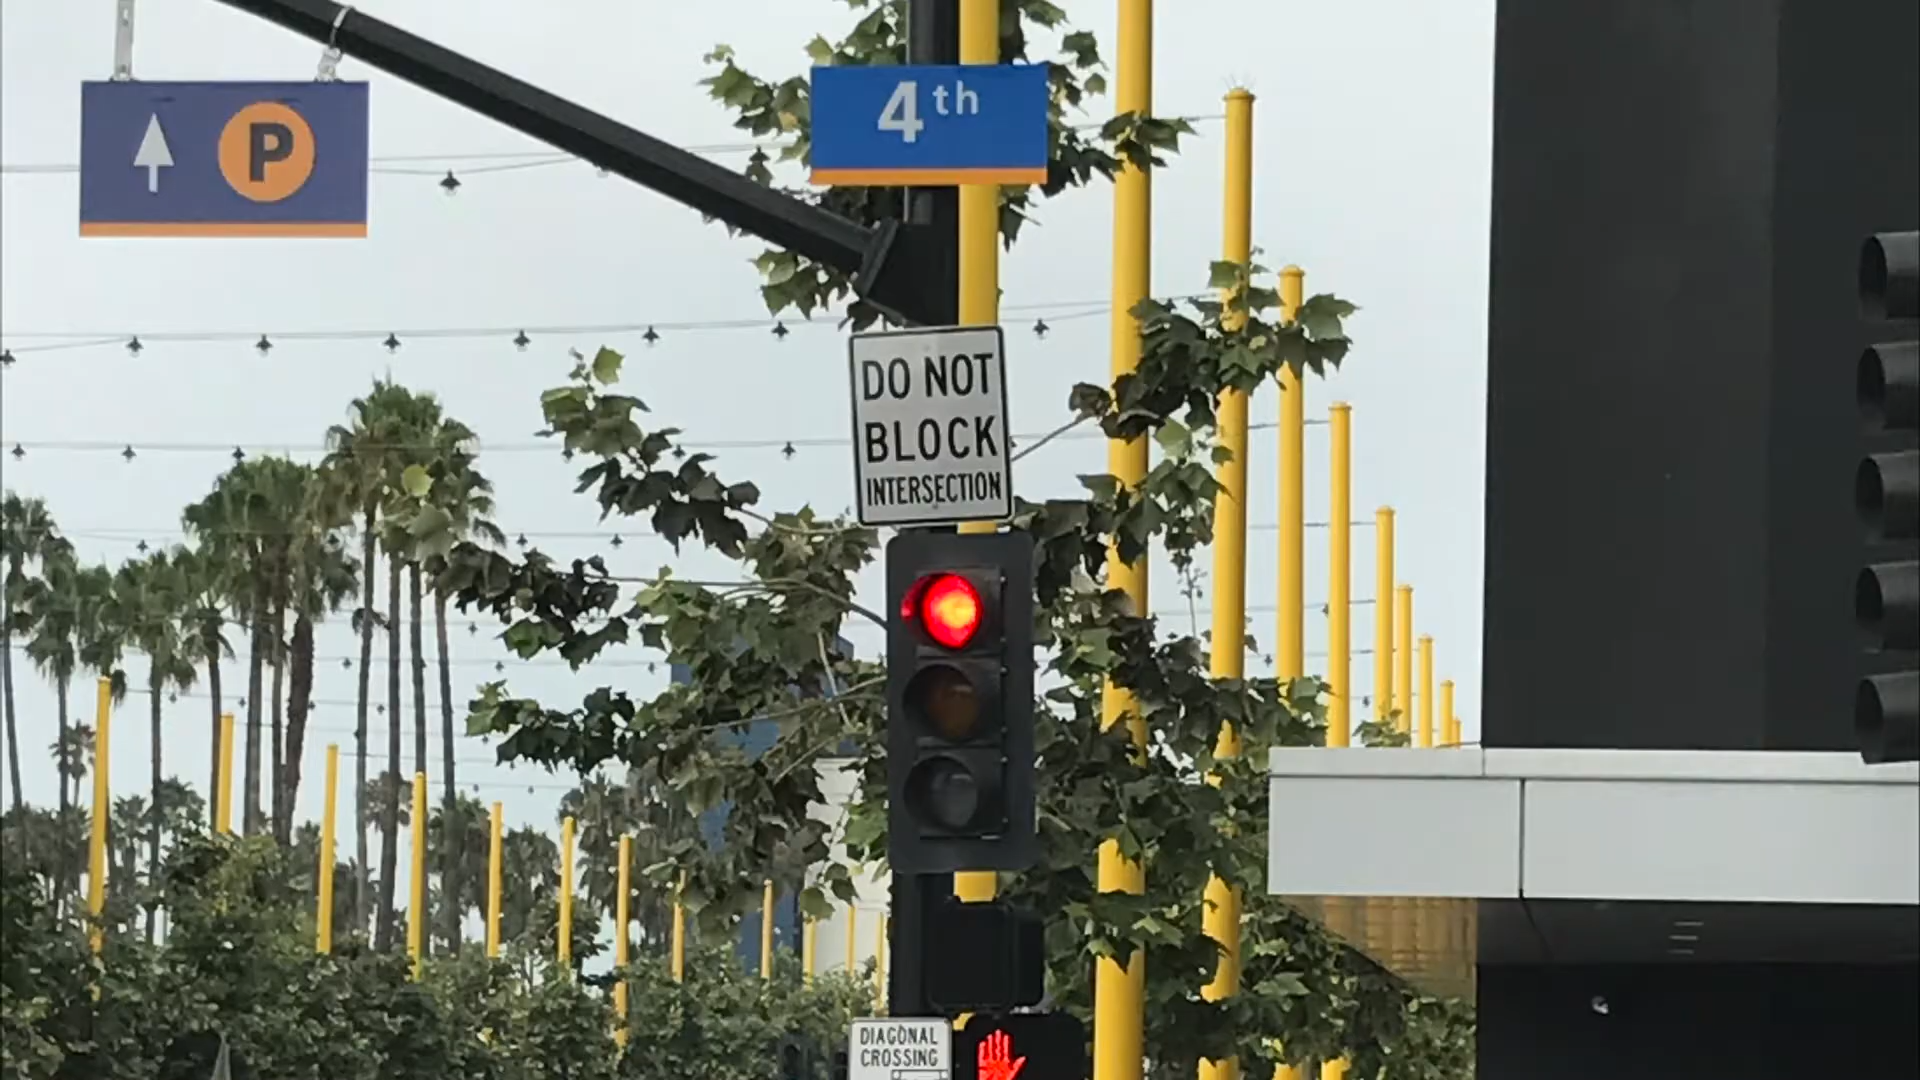 P
4th
DO NOT
BLOCK
INTERSECTION
DIAGONAL
CROSSING